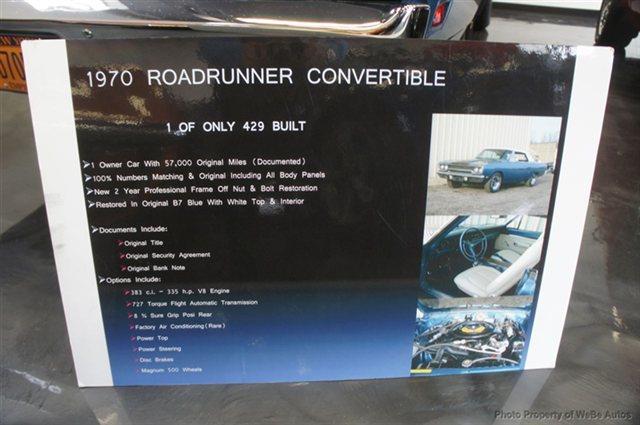 1970 ROADRUNNER CONVERTIBLE
1 OF ONLY 429 BUILT
1 Owner Car With 57,000 Original Miles (Documented)
100% Numbers Matching & Original Including All Body Panels
New 2 Year Professional Frame Off Nut & Bolt Restoration
Restored In Original B7 Blue With White Top & Interior
Documents Include:
Original Title
Original Security Agreement
Original Bank Note
Options Include:
383 c.i. - 335 h.p. V8 Engine
727 Torque Flight Automatic Transmission
8 ¾ Sure Grip Posi Rear
Factory Air Conditioning (Rare)
Power Top
Power Steering
Disc Brakes
Magnum 500 Wheels
Photo Property of WeBe Autos